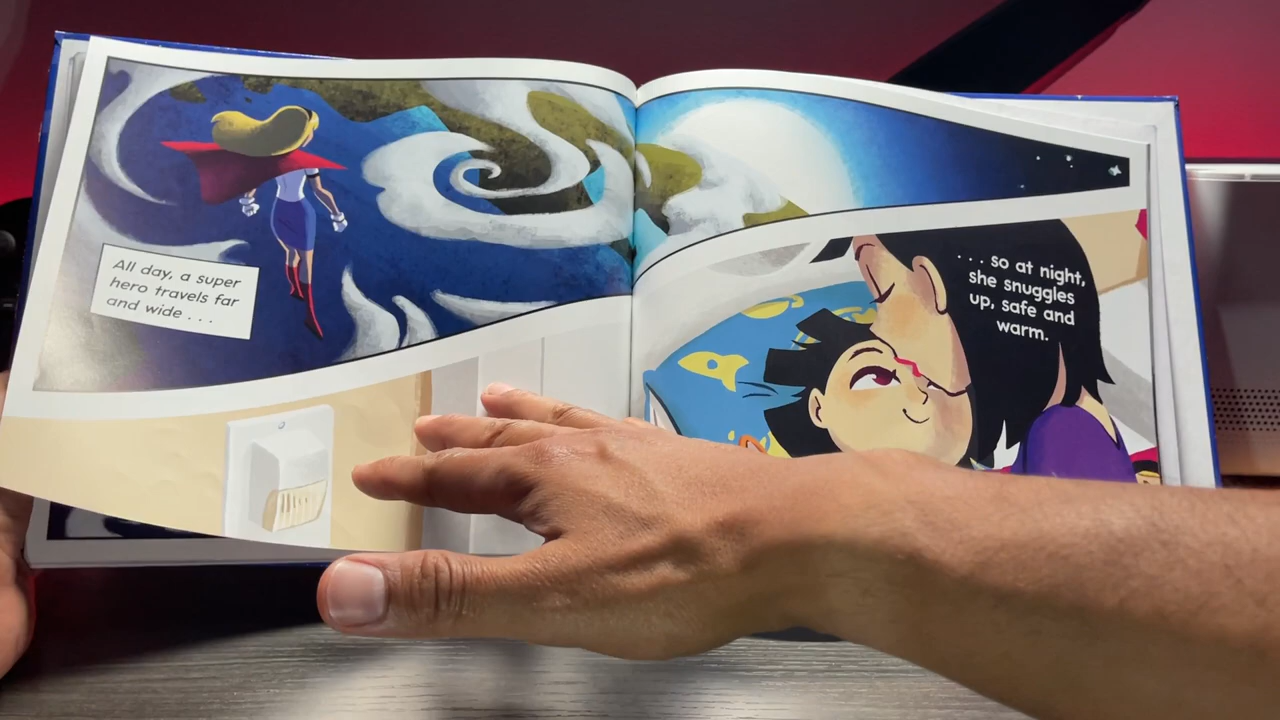 All day, a super
hero travels far
and wide . . .
. . . so at night,
she snuggles
up, safe and
warm.